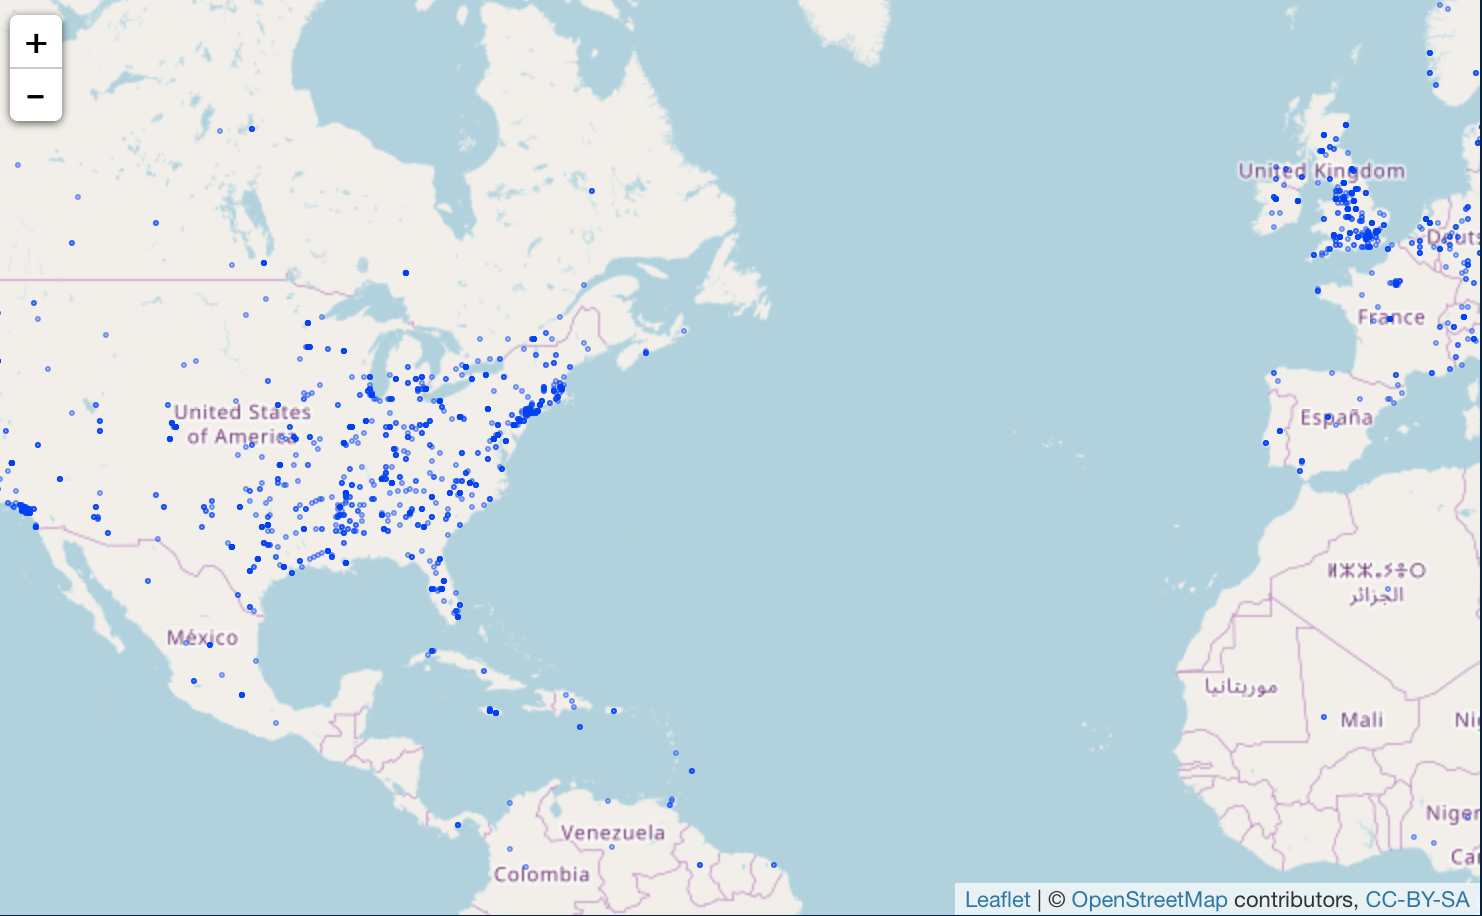 +
−
United Kingdom
Deuts
France
United States
of America
España
ⵍⵣⵣⴰⵢⴻⵔ
الجزائر
México
موريتانيا
Mali
Ni
Niger
Venezuela
Ca
Colombia
Leaflet | © OpenStreetMap contributors, CC-BY-SA